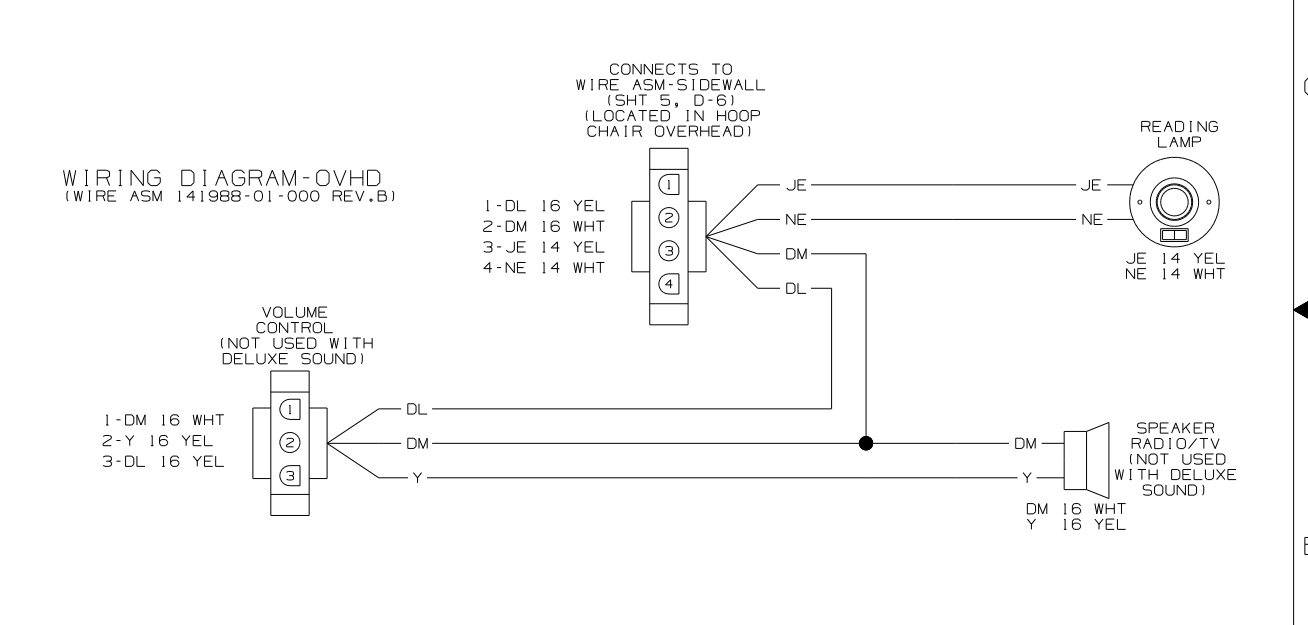 CONNECTS TO
WIRE ASM-SIDEWALL
(SHT 5, D-6)
(LOCATED IN HOOP
CHAIR OVERHEAD)
READING
LAMP
WIRING DIAGRAM-OVHD
(WIRE ASM 141988-01-000 REV.B)
1-DL 16 YEL
2-DM 16 WHT
3-JE 14 YEL
4-NE 14 WHT
1
2
3
4
JE
NE
DM
DL
JE
NE
JE 14 YEL
NE 14 WHT
VOLUME
CONTROL
(NOT USED WITH
DELUXE SOUND)
1-DM 16 WHT
2-Y 16 YEL
3-DL 16 YEL
1
2
3
DL
DM
Y
DM
Y
SPEAKER
RADIO/TV
(NOT USED
WITH DELUXE
SOUND)
DM 16 WHT
Y 16 YEL